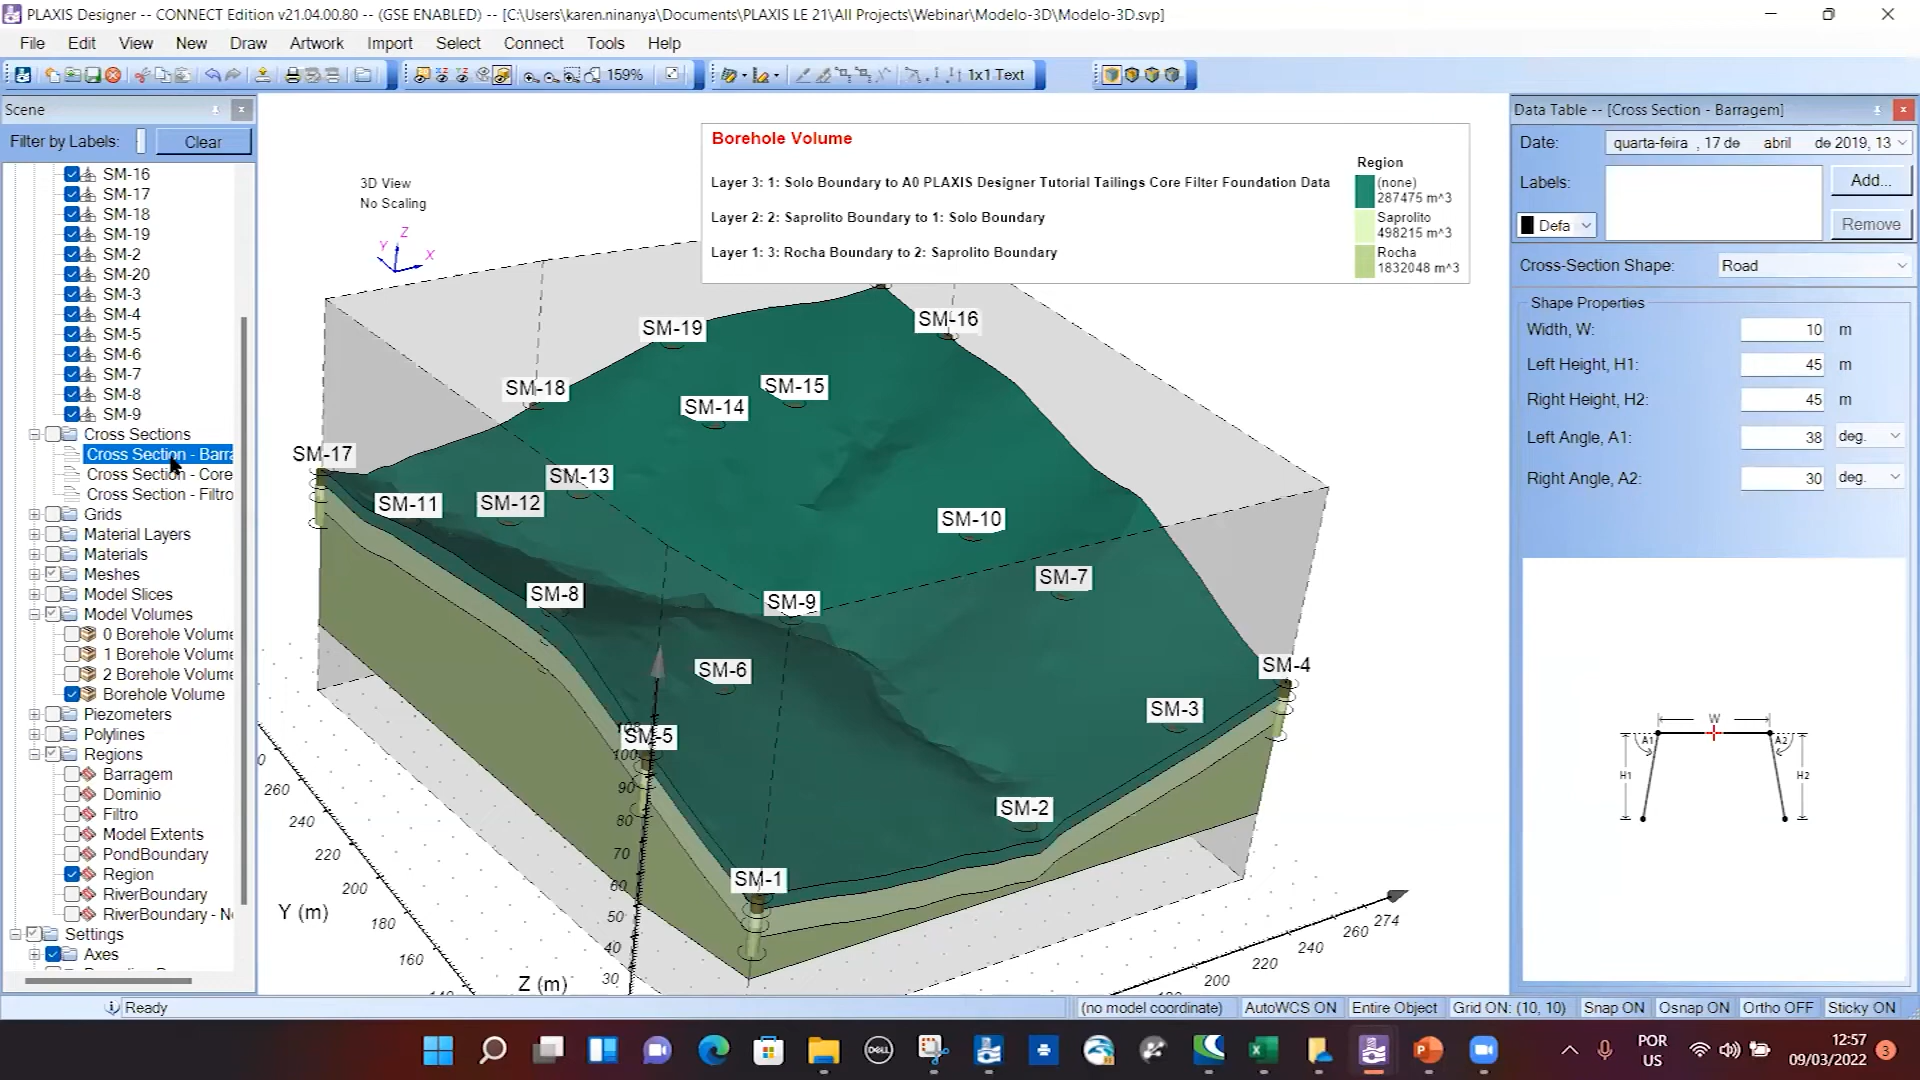 PLAXIS Designer -- CONNECT Edition v21.04.00.80 -- (GSE ENABLED) -- [C:\Users\karen.ninanya\Documents\PLAXIS LE 21\All Projects\Webinar\Modelo-3D\Modelo-3D.svp]
File Edit View New Draw Artwork Import Select Connect Tools Help
159% 1x1 Text
Scene
Filter by Labels: Clear
SM-16
SM-17
SM-18
SM-19
SM-2
SM-20
SM-3
SM-4
SM-5
SM-6
SM-7
SM-8
SM-9
Cross Sections
Cross Section - Barra
Cross Section - Core
Cross Section - Filtro
Grids
Material Layers
Materials
Meshes
Model Slices
Model Volumes
0 Borehole Volume
1 Borehole Volume
2 Borehole Volume
Borehole Volume
Piezometers
Polylines
Regions
Barragem
Dominio
Filtro
Model Extents
PondBoundary
Region
RiverBoundary
RiverBoundary - N
Settings
Axes
3D View
No Scaling
Z
Y
X
Borehole Volume
Layer 3: 1: Solo Boundary to A0 PLAXIS Designer Tutorial Tailings Core Filter Foundation Data
Layer 2: 2: Saprolito Boundary to 1: Solo Boundary
Layer 1: 3: Rocha Boundary to 2: Saprolito Boundary
Region
(none)
287475 m^3
Saprolito
498215 m^3
Rocha
1832048 m^3
SM-19
SM-16
SM-18
SM-15
SM-14
SM-17
SM-13
SM-11
SM-12
SM-10
SM-7
SM-8
SM-9
SM-6
SM-4
SM-3
SM-5
SM-2
SM-1
108
100
90
80
70
60
50
40
30
Z (m)
0
260
240
220
200
180
160
Y (m)
274
260
240
220
200
Data Table -- [Cross Section - Barragem]
Date: quarta-feira , 17 de abril de 2019, 13
Labels: Add...
Defa Remove
Cross-Section Shape: Road
Shape Properties
Width, W: 10 m
Left Height, H1: 45 m
Right Height, H2: 45 m
Left Angle, A1: 38 deg.
Right Angle, A2: 30 deg.
W
A1 A2
H1 H2
Ready (no model coordinate) AutoWCS ON Entire Object Grid ON: (10, 10) Snap ON Osnap ON Ortho OFF Sticky ON
DELL
POR
US
12:57
09/03/2022
3